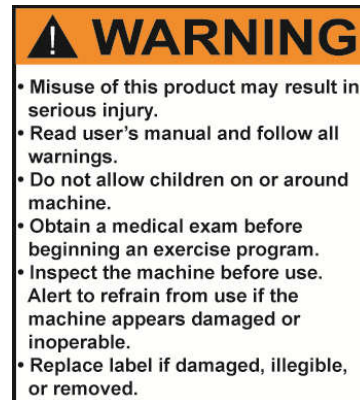 WARNING
• Misuse of this product may result in
serious injury.
• Read user's manual and follow all
warnings.
• Do not allow children on or around
machine.
• Obtain a medical exam before
beginning an exercise program.
• Inspect the machine before use.
Alert to refrain from use if the
machine appears damaged or
inoperable.
• Replace label if damaged, illegible,
or removed.